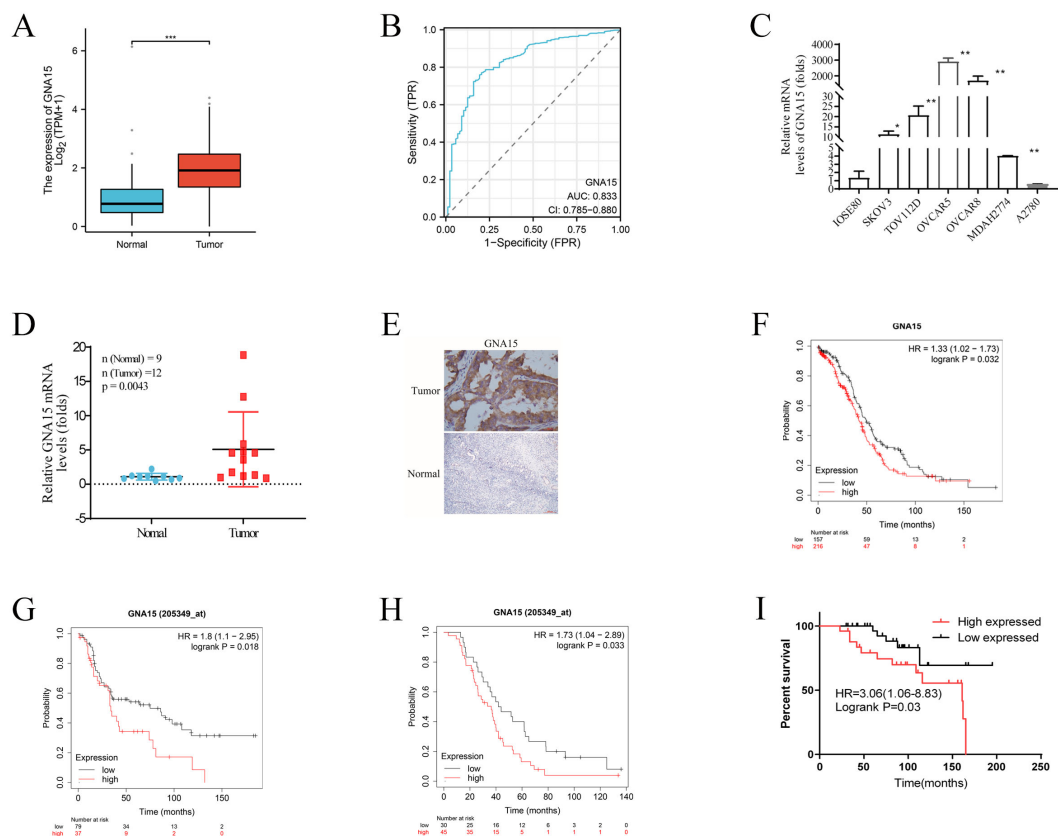 A
***
The expression of GNA15
Log2 (TPM+1)
6
4
2
0
Normal
Tumor
B
1.0
0.8
0.6
0.4
0.2
0.0
Sensitivity (TPR)
GNA15
AUC: 0.833
CI: 0.785−0.880
0.00
0.25
0.50
0.75
1.00
1−Specificity (FPR)
C
Relative mRNA
levels of GNA15 (folds)
4000
3000
2000
30
25
20
15
10
5
4
3
2
1
0
*
**
**
**
**
IOSE80
SKOV3
TOV112D
OVCAR5
OVCAR8
MDAH2774
A2780
D
n (Normal) = 9
n (Tumor) =12
p = 0.0043
Relative GNA15 mRNA
levels (folds)
20
15
10
5
0
5
Nomal
Tumor
E
GNA15
Tumor
Normal
F
GNA15
HR = 1.33 (1.02 − 1.73)
logrank P = 0.032
Probability
1.0
0.8
0.6
0.4
0.2
0.0
Expression
low
high
0
50
100
150
Time (months)
Number at risk
low 157 59 13 2
high 216 47 8 1
G
GNA15 (205349_at)
HR = 1.8 (1.1 − 2.95)
logrank P = 0.018
Probability
1.0
0.8
0.6
0.4
0.2
0.0
Expression
low
high
0
50
100
150
Time (months)
Number at risk
low 79 34 13 2
high 37 9 2 0
H
GNA15 (205349_at)
HR = 1.73 (1.04 − 2.89)
logrank P = 0.033
Probability
1.0
0.8
0.6
0.4
0.2
0.0
Expression
low
high
0
20
40
60
80
100
120
140
Time (months)
Number at risk
low 30 25 16 12 6 3 2 0
high 45 35 15 5 1 1 1 0
I
High expressed
Low expressed
Percent survival
100
50
0
HR=3.06(1.06-8.83)
Logrank P=0.03
0
50
100
150
200
250
Time(months)